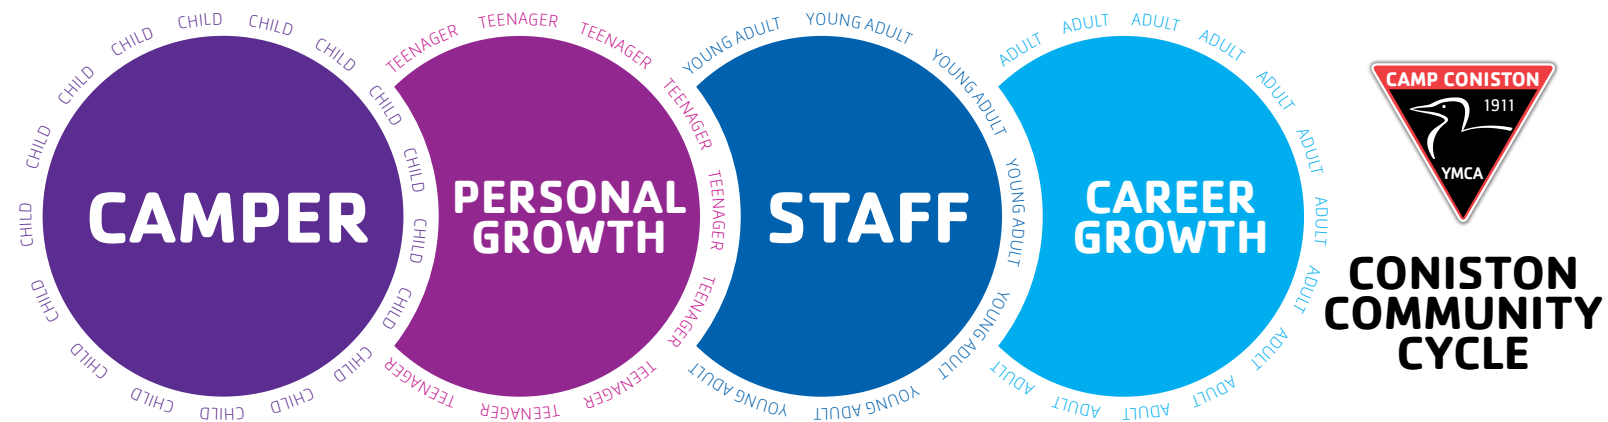 CHILD CHILD CHILD CHILD CHILD CHILD CHILD CHILD CHILD CHILD CHILD CHILD CHILD CHILD CHILD CHILD CHILD
CAMPER
TEENAGER TEENAGER TEENAGER TEENAGER TEENAGER TEENAGER TEENAGER TEENAGER TEENAGER
PERSONAL
GROWTH
YOUNG ADULT YOUNG ADULT YOUNG ADULT YOUNG ADULT YOUNG ADULT YOUNG ADULT YOUNG ADULT
STAFF
ADULT ADULT ADULT ADULT ADULT ADULT ADULT ADULT ADULT ADULT ADULT ADULT ADULT
CAREER
GROWTH
CAMP CONISTON
1911
YMCA
CONISTON
COMMUNITY
CYCLE